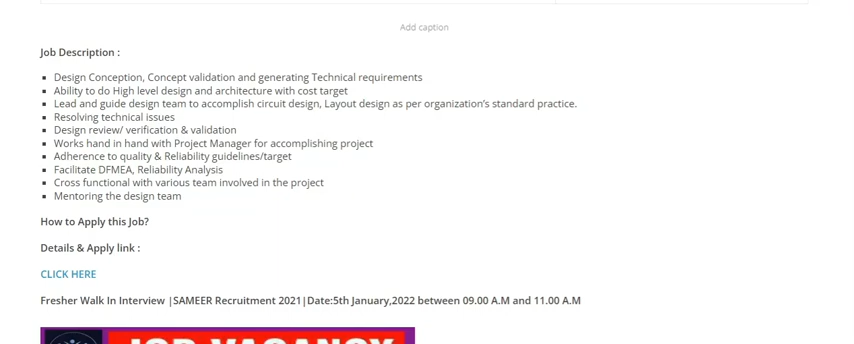 Add caption
Job Description :
Design Conception, Concept validation and generating Technical requirements
Ability to do High level design and architecture with cost target
Lead and guide design team to accomplish circuit design, Layout design as per organization's standard practice.
Resolving technical issues
Design review/ verification & validation
Works hand in hand with Project Manager for accomplishing project
Adherence to quality & Reliability guidelines/target
Facilitate DFMEA, Reliability Analysis
Cross functional with various team involved in the project
Mentoring the design team
How to Apply this Job?
Details & Apply link :
CLICK HERE
Fresher Walk In Interview |SAMEER Recruitment 2021|Date:5th January,2022 between 09.00 A.M and 11.00 A.M
JOB VACANCY